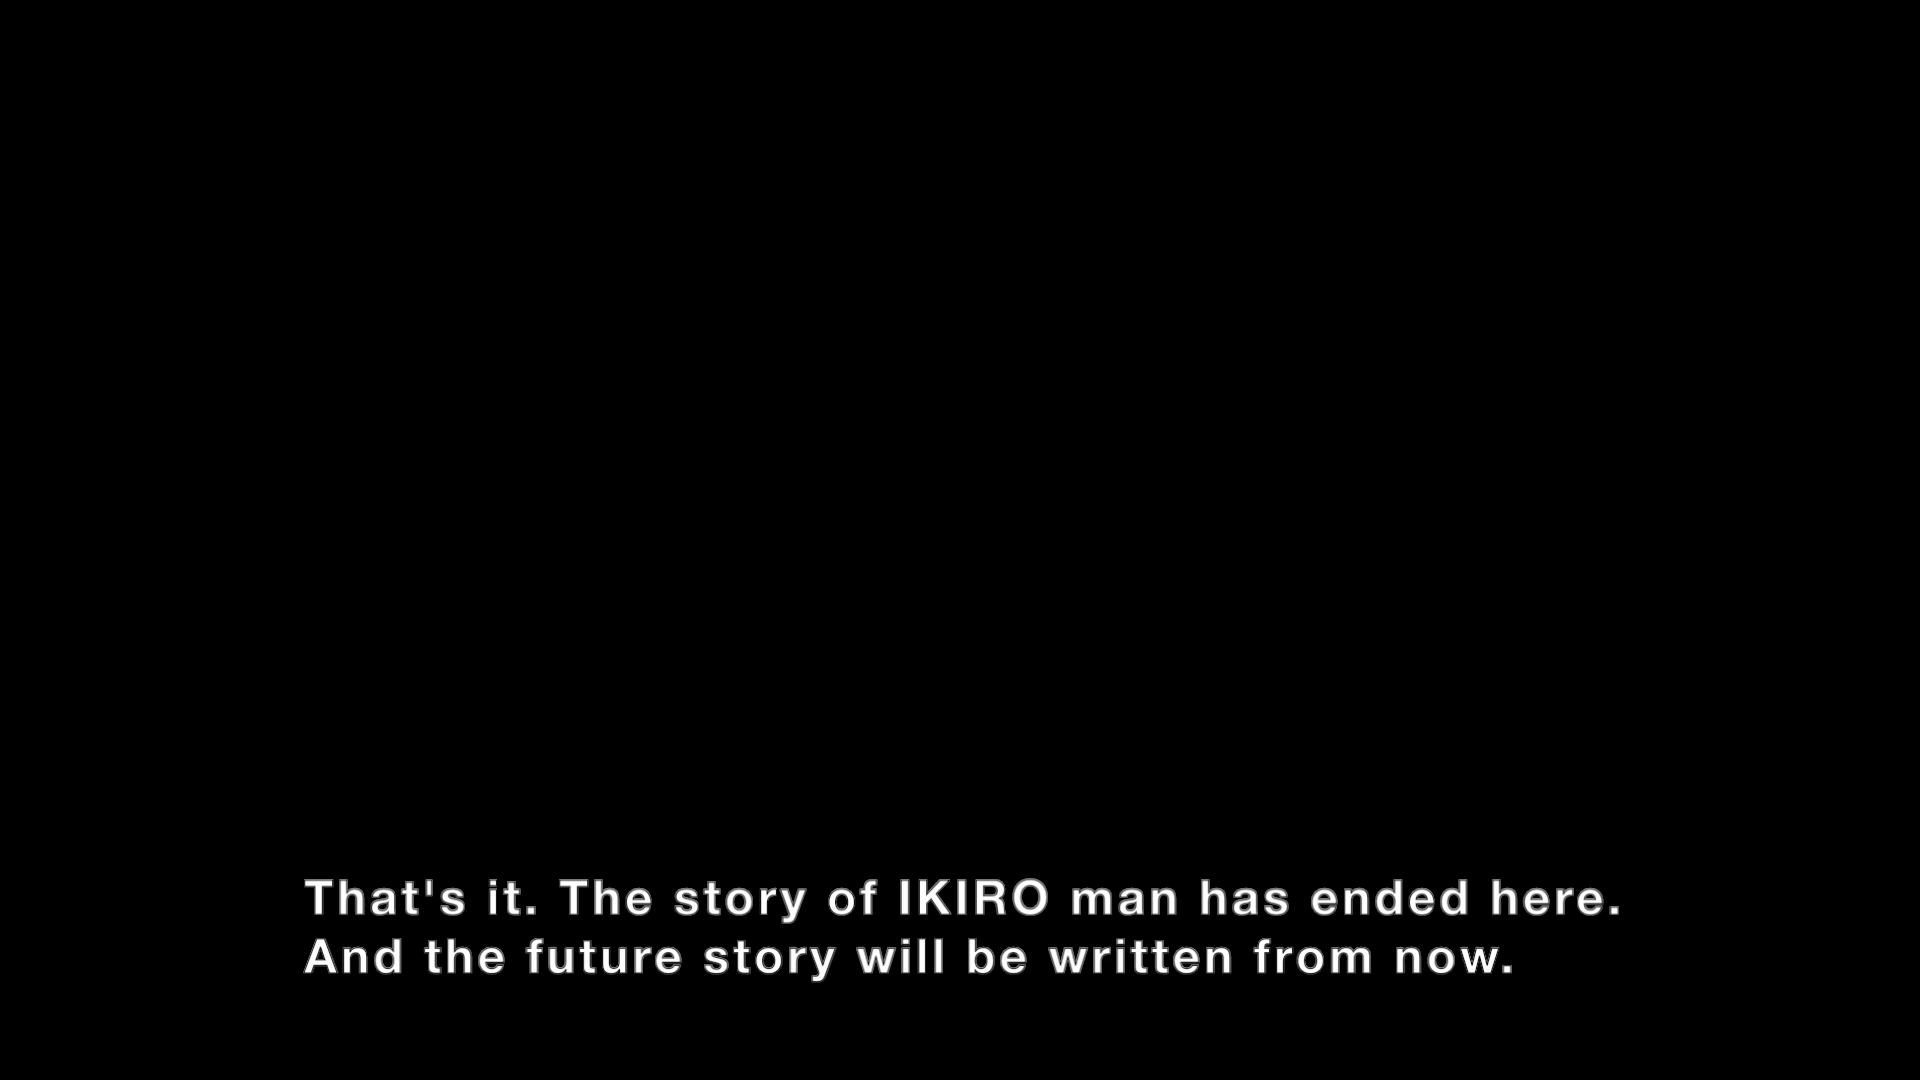 That's it. The story of IKIRO man has ended here.
And the future story will be written from now.